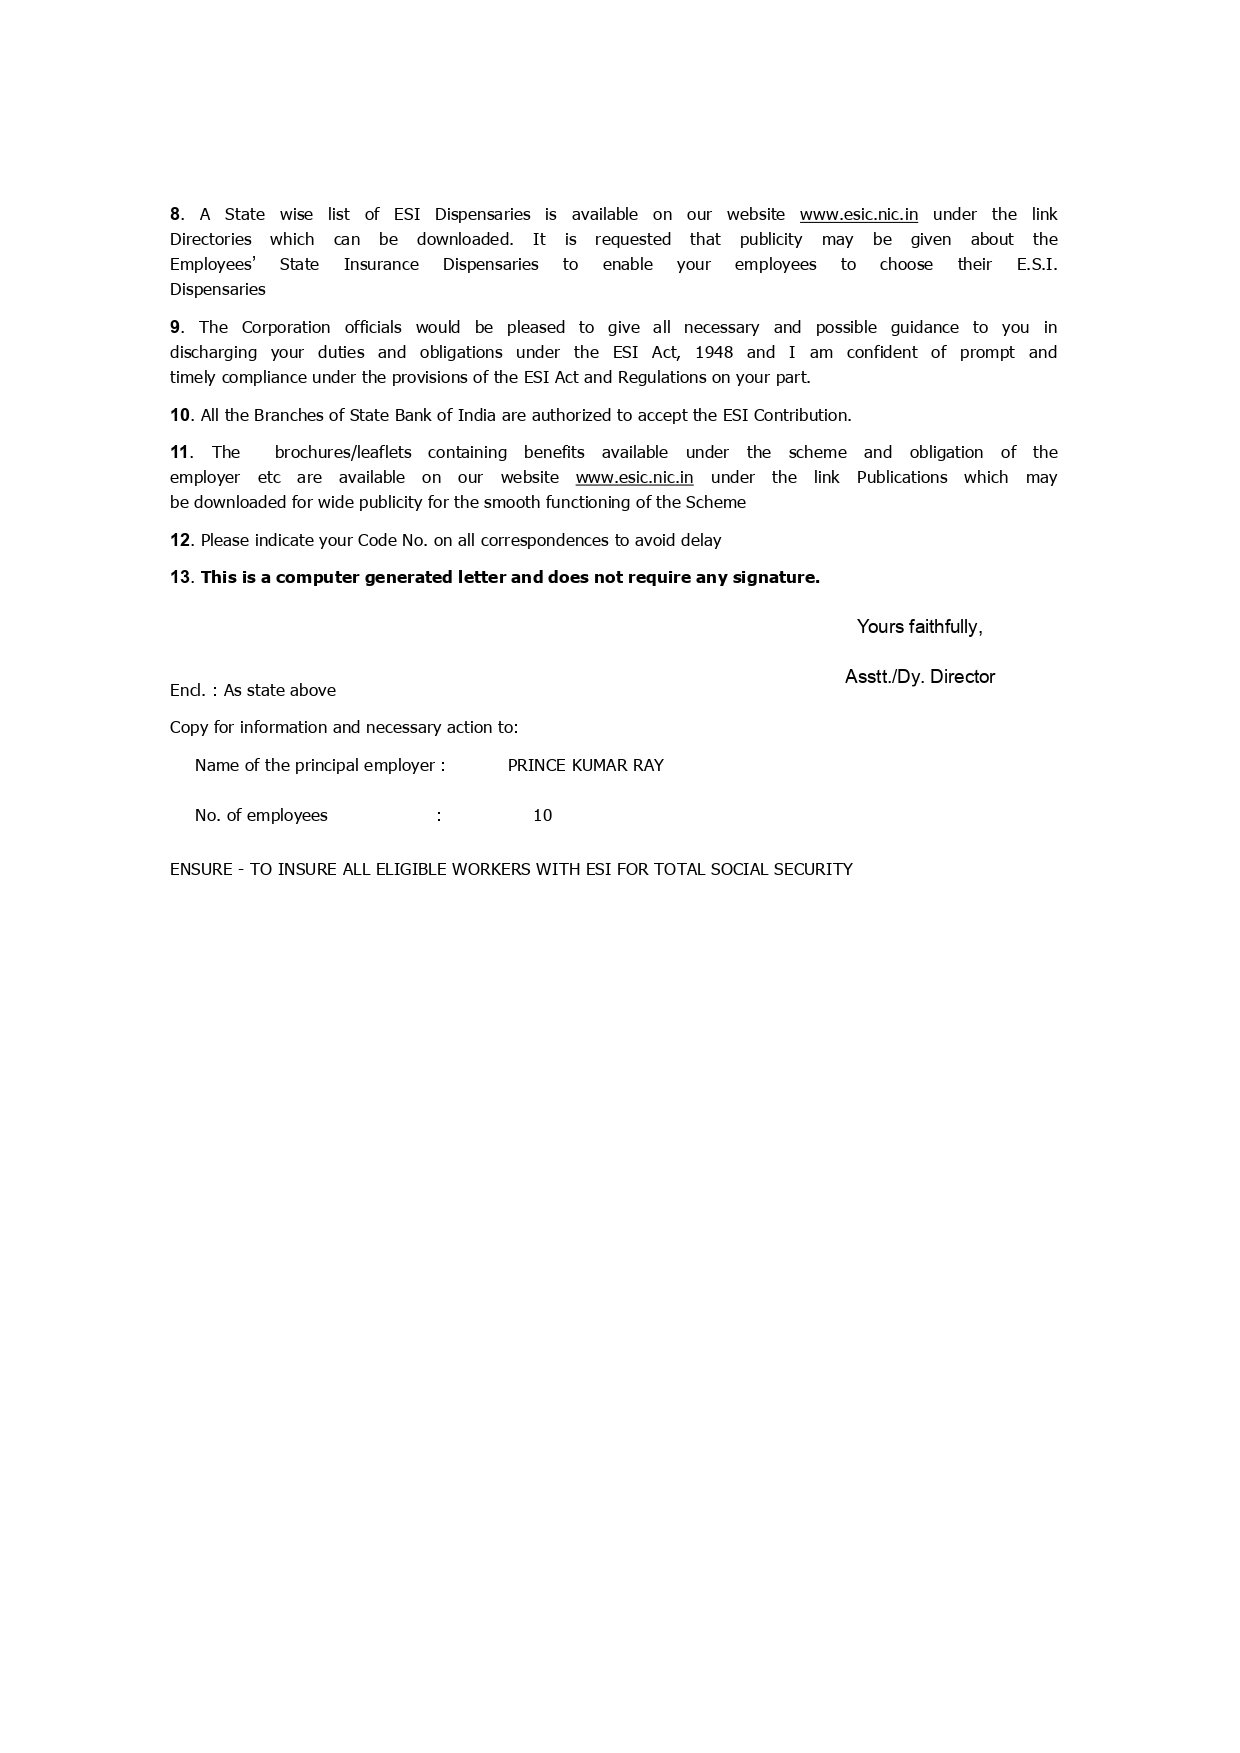 8. A State wise list of ESI Dispensaries is available on our website www.esic.nic.in under the link
Directories which can be downloaded. It is requested that publicity may be given about the
Employees’ State Insurance Dispensaries to enable your employees to choose their E.S.I.
Dispensaries
9. The Corporation officials would be pleased to give all necessary and possible guidance to you in
discharging your duties and obligations under the ESI Act, 1948 and I am confident of prompt and
timely compliance under the provisions of the ESI Act and Regulations on your part.
10. All the Branches of State Bank of India are authorized to accept the ESI Contribution.
11. The brochures/leaflets containing benefits available under the scheme and obligation of the
employer etc are available on our website www.esic.nic.in under the link Publications which may
be downloaded for wide publicity for the smooth functioning of the Scheme
12. Please indicate your Code No. on all correspondences to avoid delay
13. This is a computer generated letter and does not require any signature.
Yours faithfully,
Asstt./Dy. Director
Encl. : As state above
Copy for information and necessary action to:
Name of the principal employer : PRINCE KUMAR RAY
No. of employees : 10
ENSURE - TO INSURE ALL ELIGIBLE WORKERS WITH ESI FOR TOTAL SOCIAL SECURITY